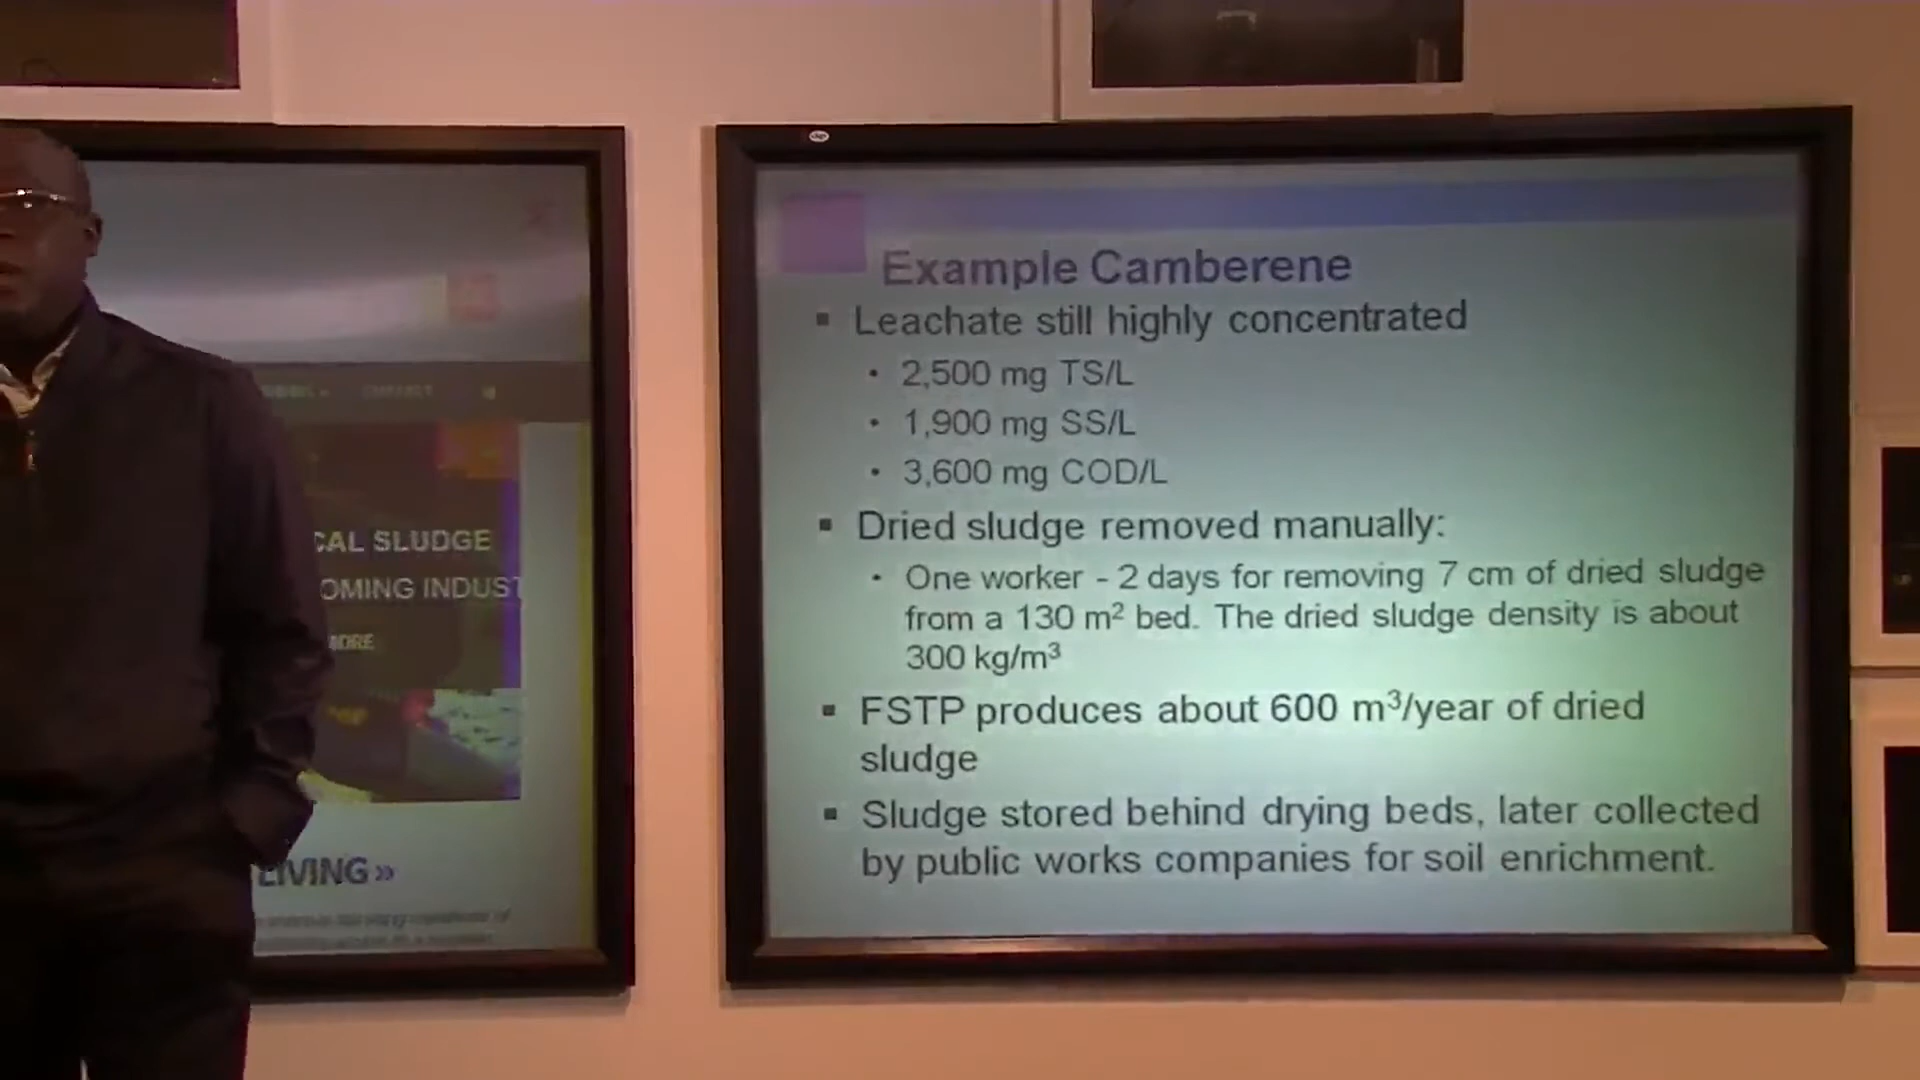 Example Camberene
▪ Leachate still highly concentrated
• 2,500 mg TS/L
• 1,900 mg SS/L
• 3,600 mg COD/L
▪ Dried sludge removed manually:
• One worker - 2 days for removing 7 cm of dried sludge
from a 130 m² bed. The dried sludge density is about
300 kg/m³
▪ FSTP produces about 600 m³/year of dried
sludge
▪ Sludge stored behind drying beds, later collected
by public works companies for soil enrichment.
CONTACT
CAL SLUDGE
OMING INDUST
MORE
LIVING »